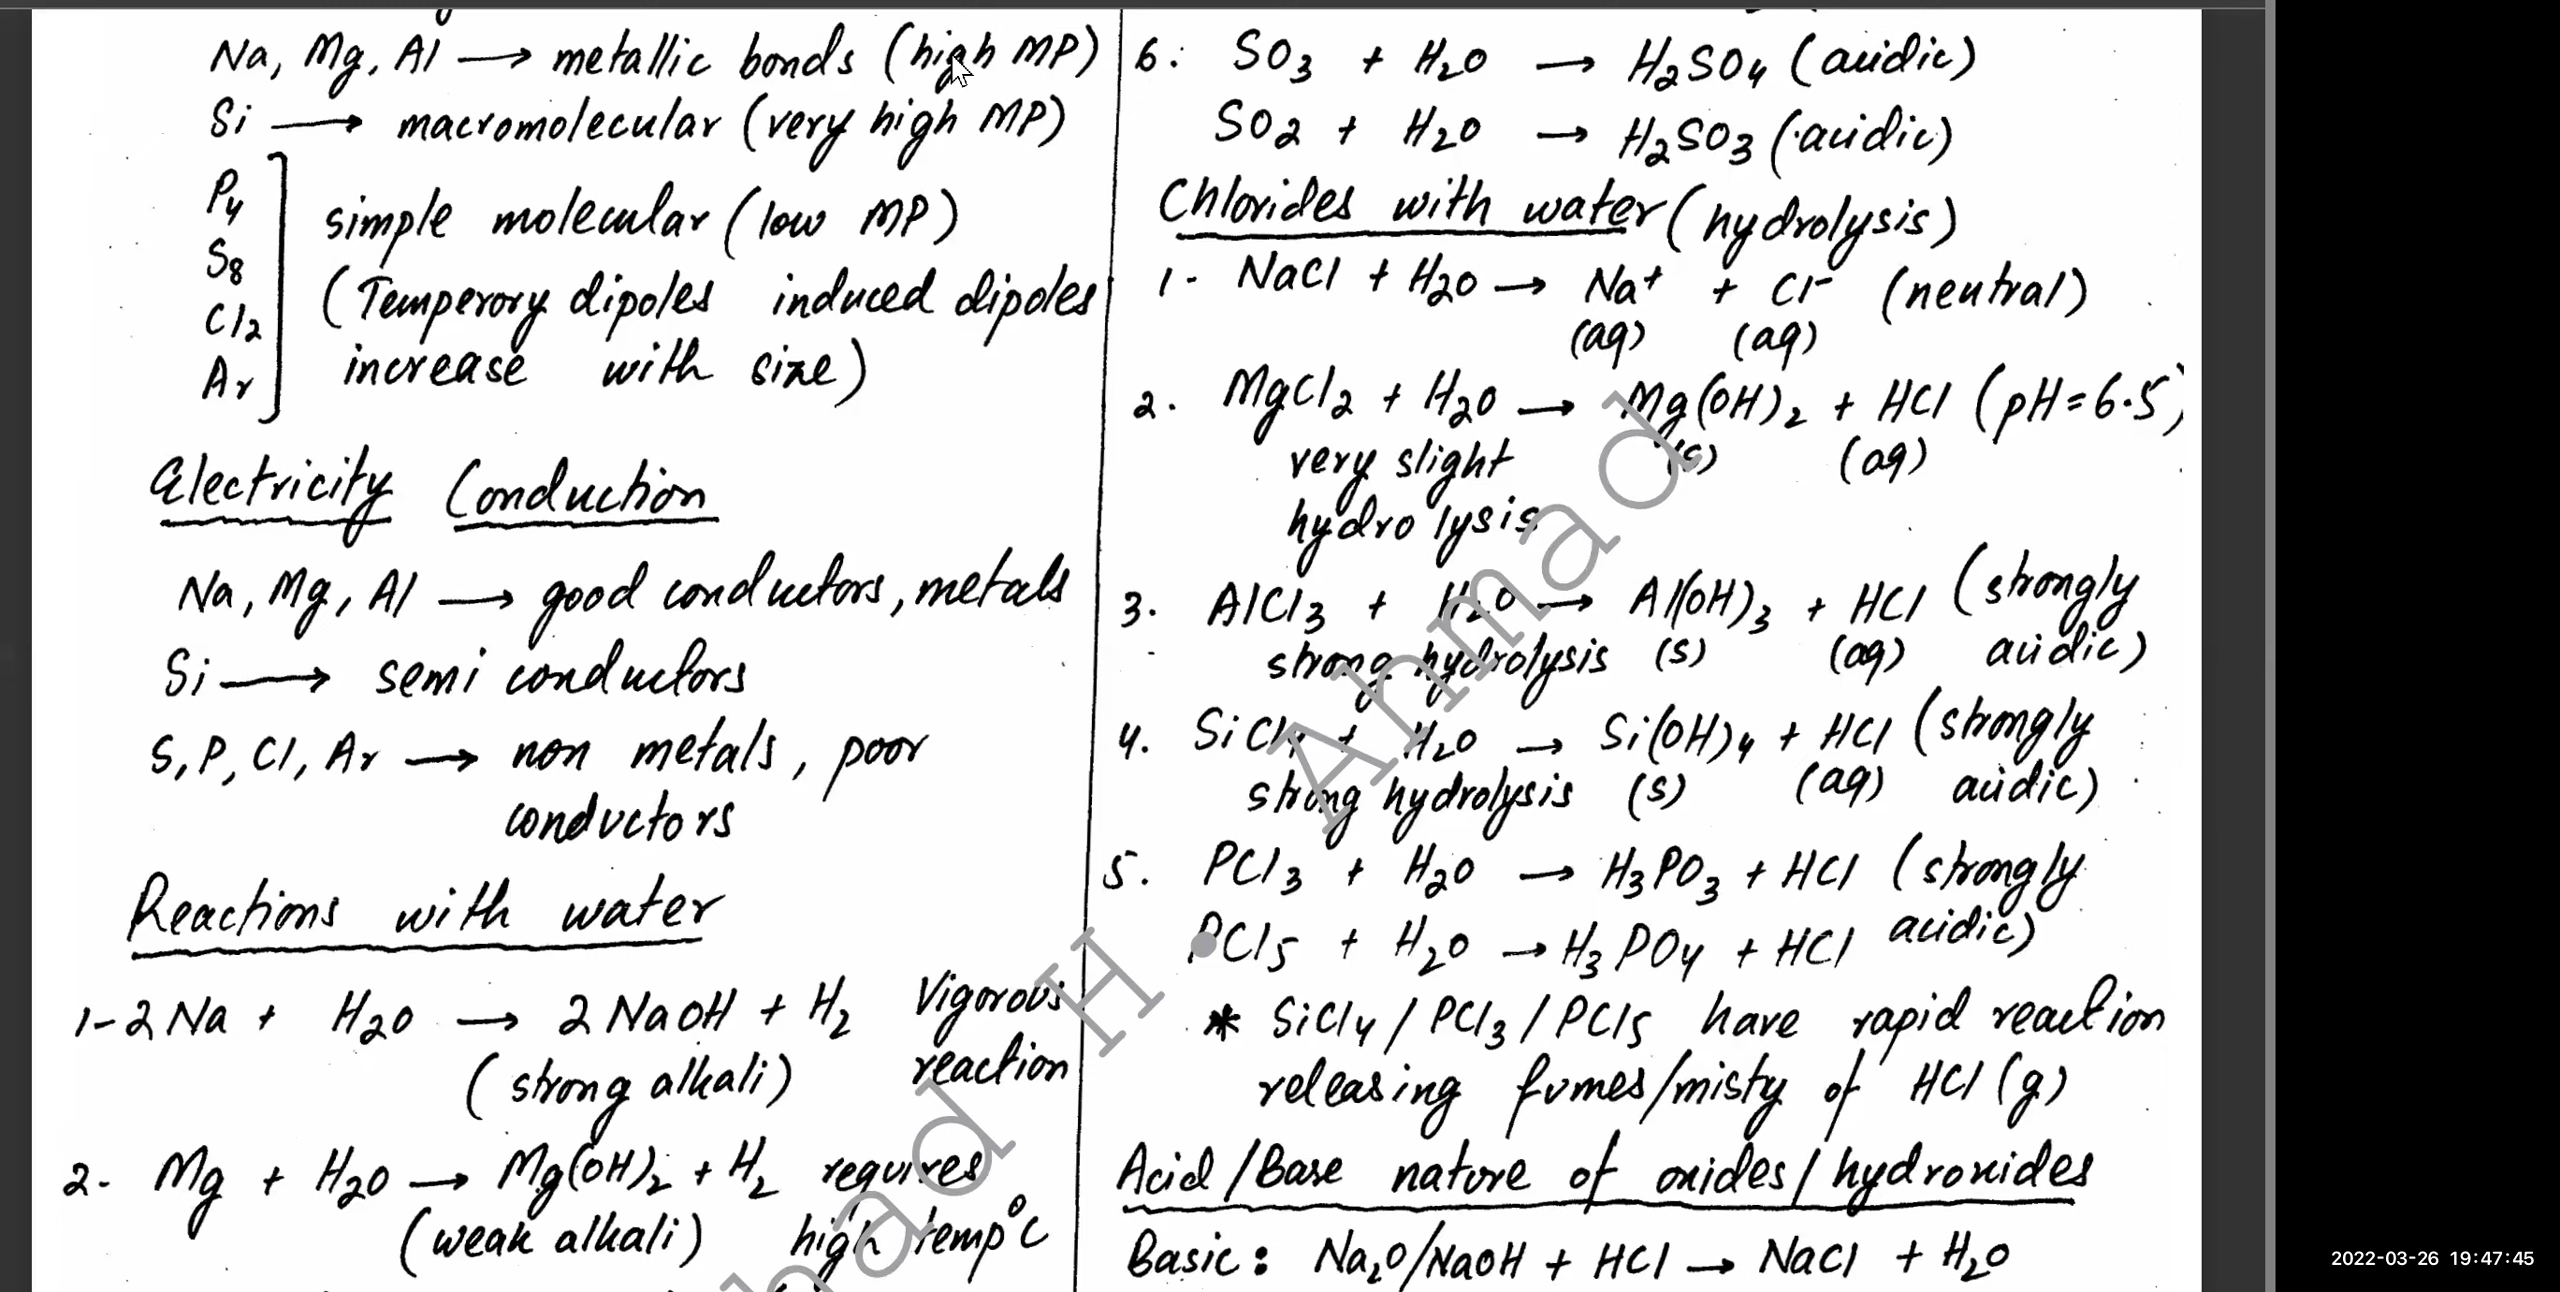 Na, Mg, Al → metallic bonds (high MP)
Si → macromolecular (very high MP)
P4
S8
Cl2
Ar
simple molecular (low MP)
(Temperory dipoles induced dipoles
increase with size)
Electricity Conduction
Na, Mg, Al → good conductors, metals
Si → semi conductors
S, P, Cl, Ar → non metals, poor
conductors
Reactions with water
1- 2Na + H2O → 2NaOH + H2 Vigorous
(strong alkali) reaction
2- Mg + H2O → Mg(OH)2 + H2 requires
(weak alkali) high temp°C
6: SO3 + H2O → H2SO4 (acidic)
SO2 + H2O → H2SO3 (acidic)
Chlorides with water (hydrolysis)
1- NaCl + H2O → Na+ + Cl- (neutral)
(aq) (aq)
2. MgCl2 + H2O → Mg(OH)2 + HCl (pH=6.5)
very slight (s) (aq)
hydrolysis
3. AlCl3 + H2O → Al(OH)3 + HCl (strongly
strong hydrolysis (s) (aq) acidic)
4. SiCl4 + H2O → Si(OH)4 + HCl (strongly
strong hydrolysis (s) (aq) acidic)
5. PCl3 + H2O → H3PO3 + HCl (strongly
PCl5 + H2O → H3PO4 + HCl acidic)
* SiCl4 / PCl3 / PCl5 have rapid reaction
releasing fumes/misty of HCl (g)
Acid/Base nature of oxides/hydroxides
Basic: Na2O/NaOH + HCl → NaCl + H2O
had H. Ahmad
2022-03-26 19:47:45